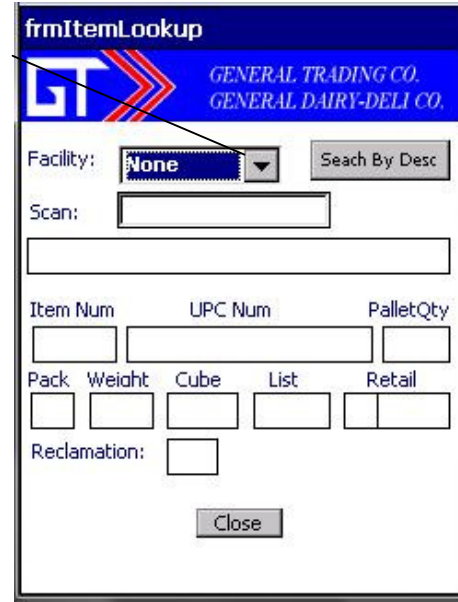 frmItemLookup
GT GENERAL TRADING CO.
GENERAL DAIRY-DELI CO.
Facility: None Seach By Desc
Scan:
Item Num UPC Num PalletQty
Pack Weight Cube List Retail
Reclamation:
Close